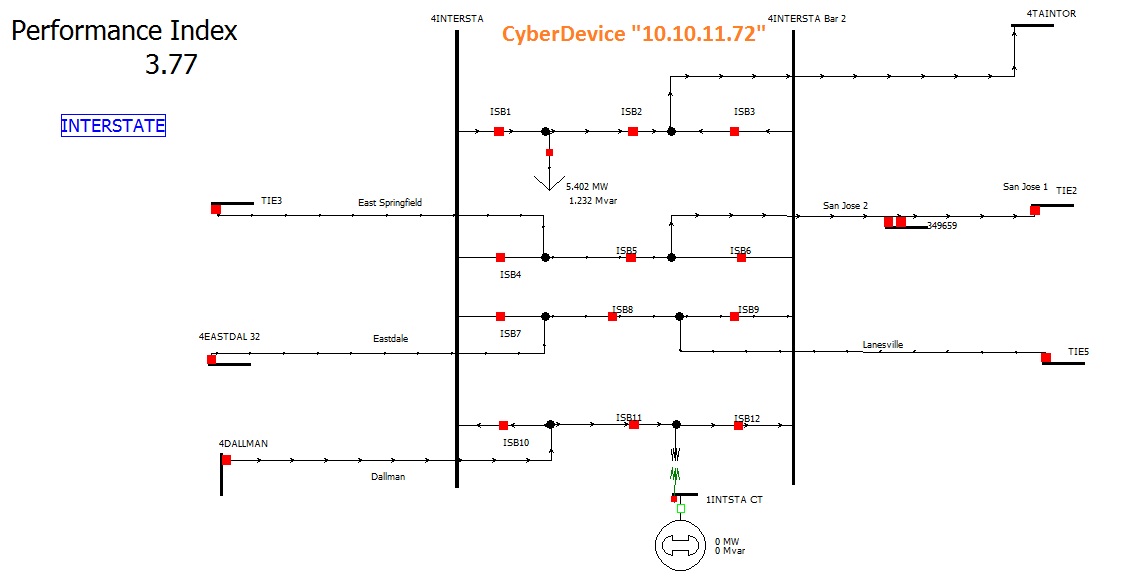 Performance Index
3.77
INTERSTATE
4INTERSTA
CyberDevice "10.10.11.72"
4INTERSTA Bar 2
4TAINTOR
ISB1
ISB2
ISB3
5.402 MW
1.232 Mvar
TIE3
East Springfield
San Jose 1
TIE2
San Jose 2
349659
ISB4
ISB5
ISB6
ISB7
ISB8
ISB9
4EASTDAL 32
Eastdale
Lanesville
TIE5
ISB10
ISB11
ISB12
4DALLMAN
Dallman
1INTSTA CT
0 MW
0 Mvar